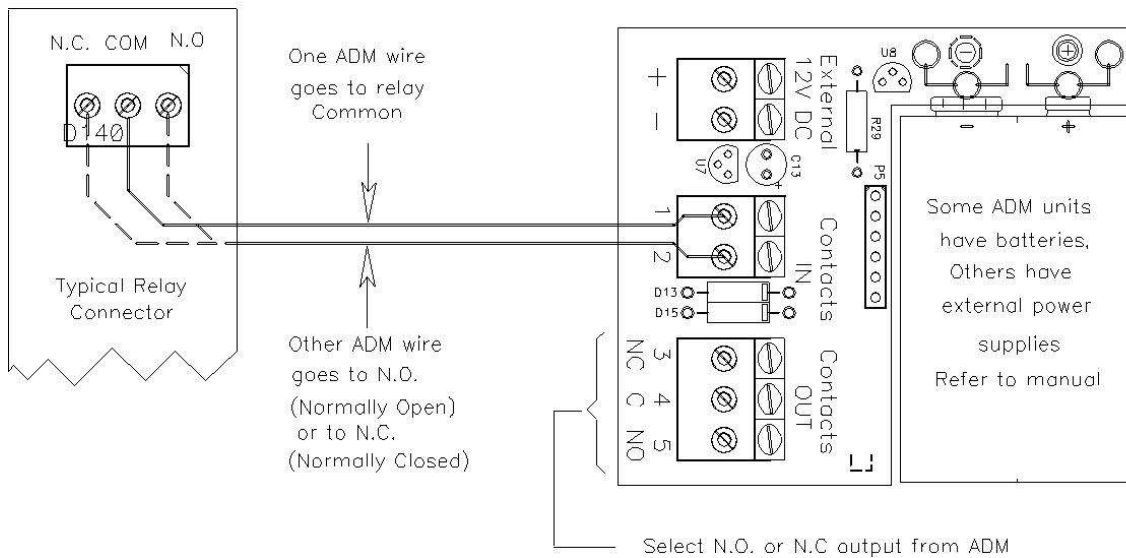 N.C. COM N.O
D140
Typical Relay
Connector
One ADM wire
goes to relay
Common
Other ADM wire
goes to N.O.
(Normally Open)
or to N.C.
(Normally Closed)
+
-
External
12V DC
U8
-
+
R29
U7
C13
+
P5
1
2
Contacts
IN
D13
D15
3
4
5
NC
C
NO
Contacts
OUT
-
+
Some ADM units
have batteries,
Others have
external power
supplies
Refer to manual
Select N.O. or N.C output from ADM